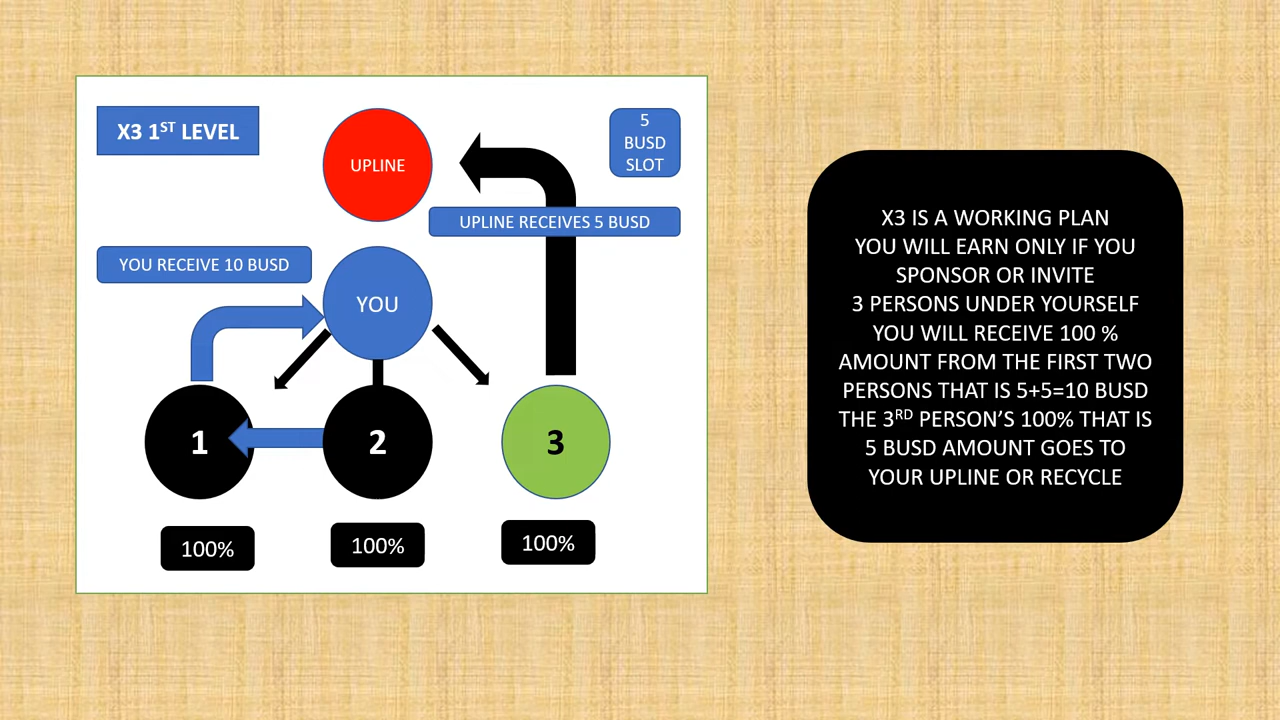 X3 1ST LEVEL
UPLINE
5
BUSD
SLOT
UPLINE RECEIVES 5 BUSD
YOU RECEIVE 10 BUSD
YOU
1
2
3
100%
100%
100%
X3 IS A WORKING PLAN
YOU WILL EARN ONLY IF YOU
SPONSOR OR INVITE
3 PERSONS UNDER YOURSELF
YOU WILL RECEIVE 100 %
AMOUNT FROM THE FIRST TWO
PERSONS THAT IS 5+5=10 BUSD
THE 3RD PERSON'S 100% THAT IS
5 BUSD AMOUNT GOES TO
YOUR UPLINE OR RECYCLE